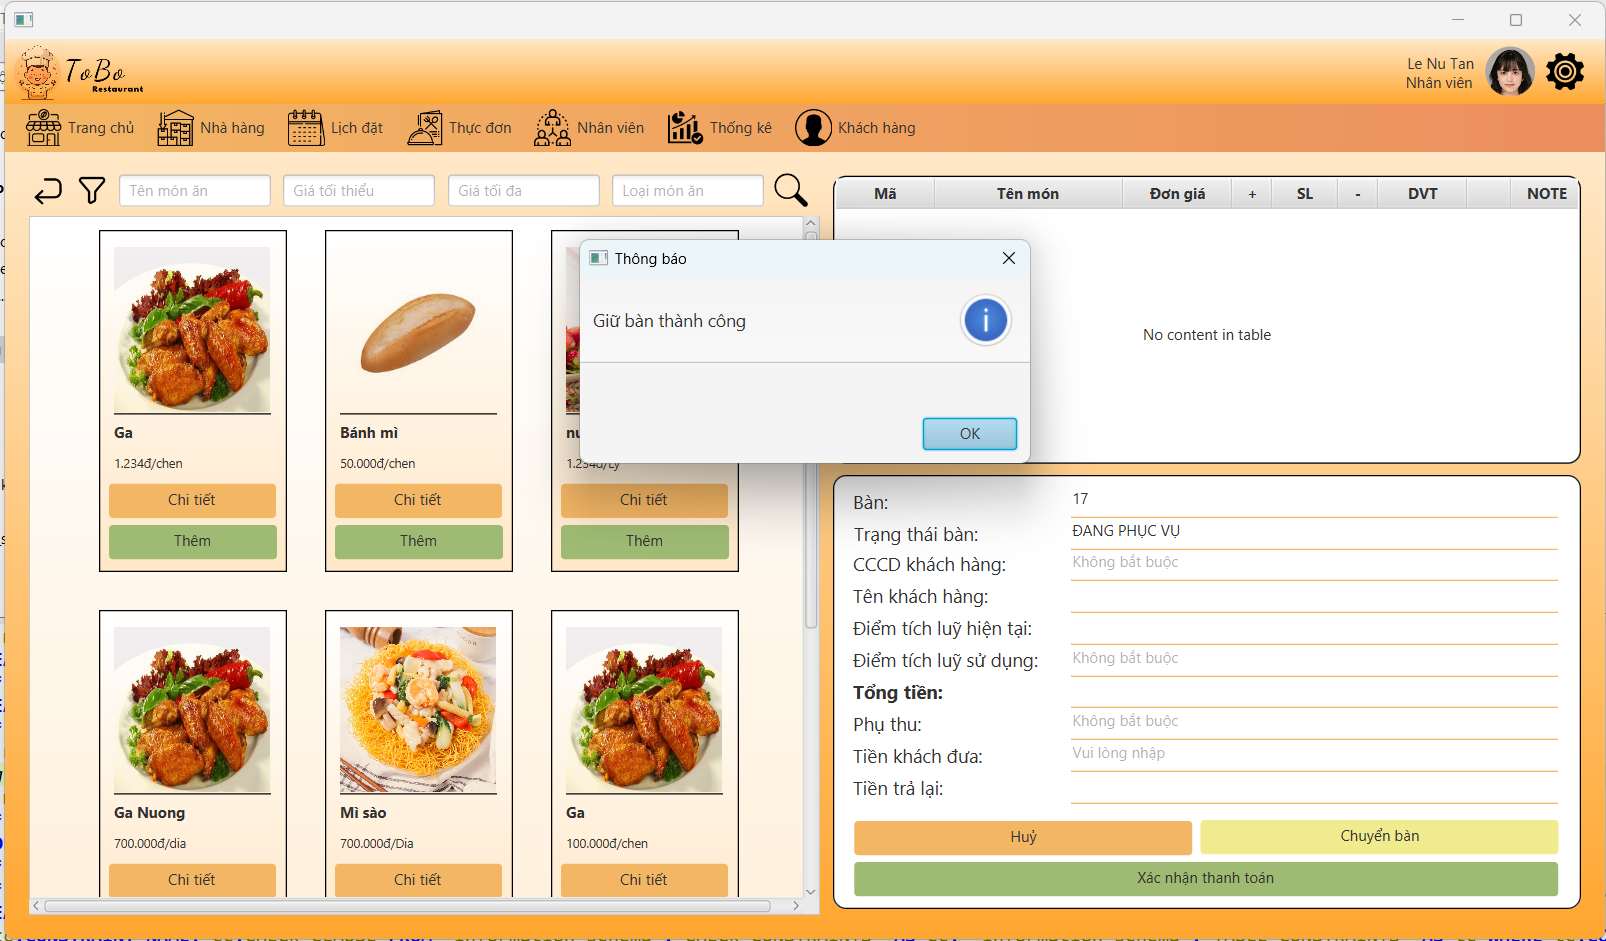 ToBo
Restaurant
Le Nu Tan
Nhân viên
Trang chủ
Nhà hàng
Lịch đặt
Thực đơn
Nhân viên
Thống kê
Khách hàng
Tên món ăn
Giá tối thiểu
Giá tối đa
Loại món ăn
Mã
Tên món
Đơn giá
+
SL
-
DVT
NOTE
No content in table
Thông báo
Giữ bàn thành công
OK
Ga
1.234đ/chen
Chi tiết
Thêm
Bánh mì
50.000đ/chen
Chi tiết
Thêm
1.234đ/Ly
Chi tiết
Thêm
Ga Nuong
700.000đ/dia
Chi tiết
Mì sào
700.000đ/Dia
Chi tiết
Ga
100.000đ/chen
Chi tiết
Bàn:
17
Trạng thái bàn:
ĐANG PHỤC VỤ
CCCD khách hàng:
Không bắt buộc
Tên khách hàng:
Điểm tích luỹ hiện tại:
Điểm tích luỹ sử dụng:
Không bắt buộc
Tổng tiền:
Phụ thu:
Không bắt buộc
Tiền khách đưa:
Vui lòng nhập
Tiền trả lại:
Huỷ
Chuyển bàn
Xác nhận thanh toán